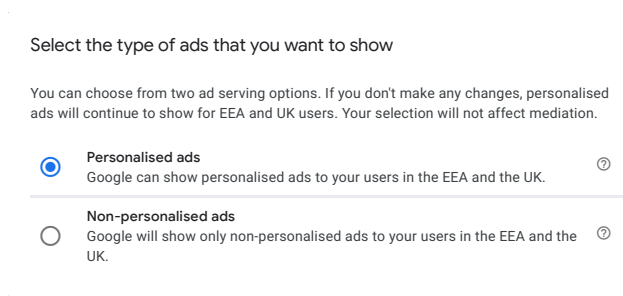 Select the type of ads that you want to show
You can choose from two ad serving options. If you don't make any changes, personalised
ads will continue to show for EEA and UK users. Your selection will not affect mediation.
Personalised ads
Google can show personalised ads to your users in the EEA and the UK.
Non-personalised ads
Google will show only non-personalised ads to your users in the EEA and the
UK.